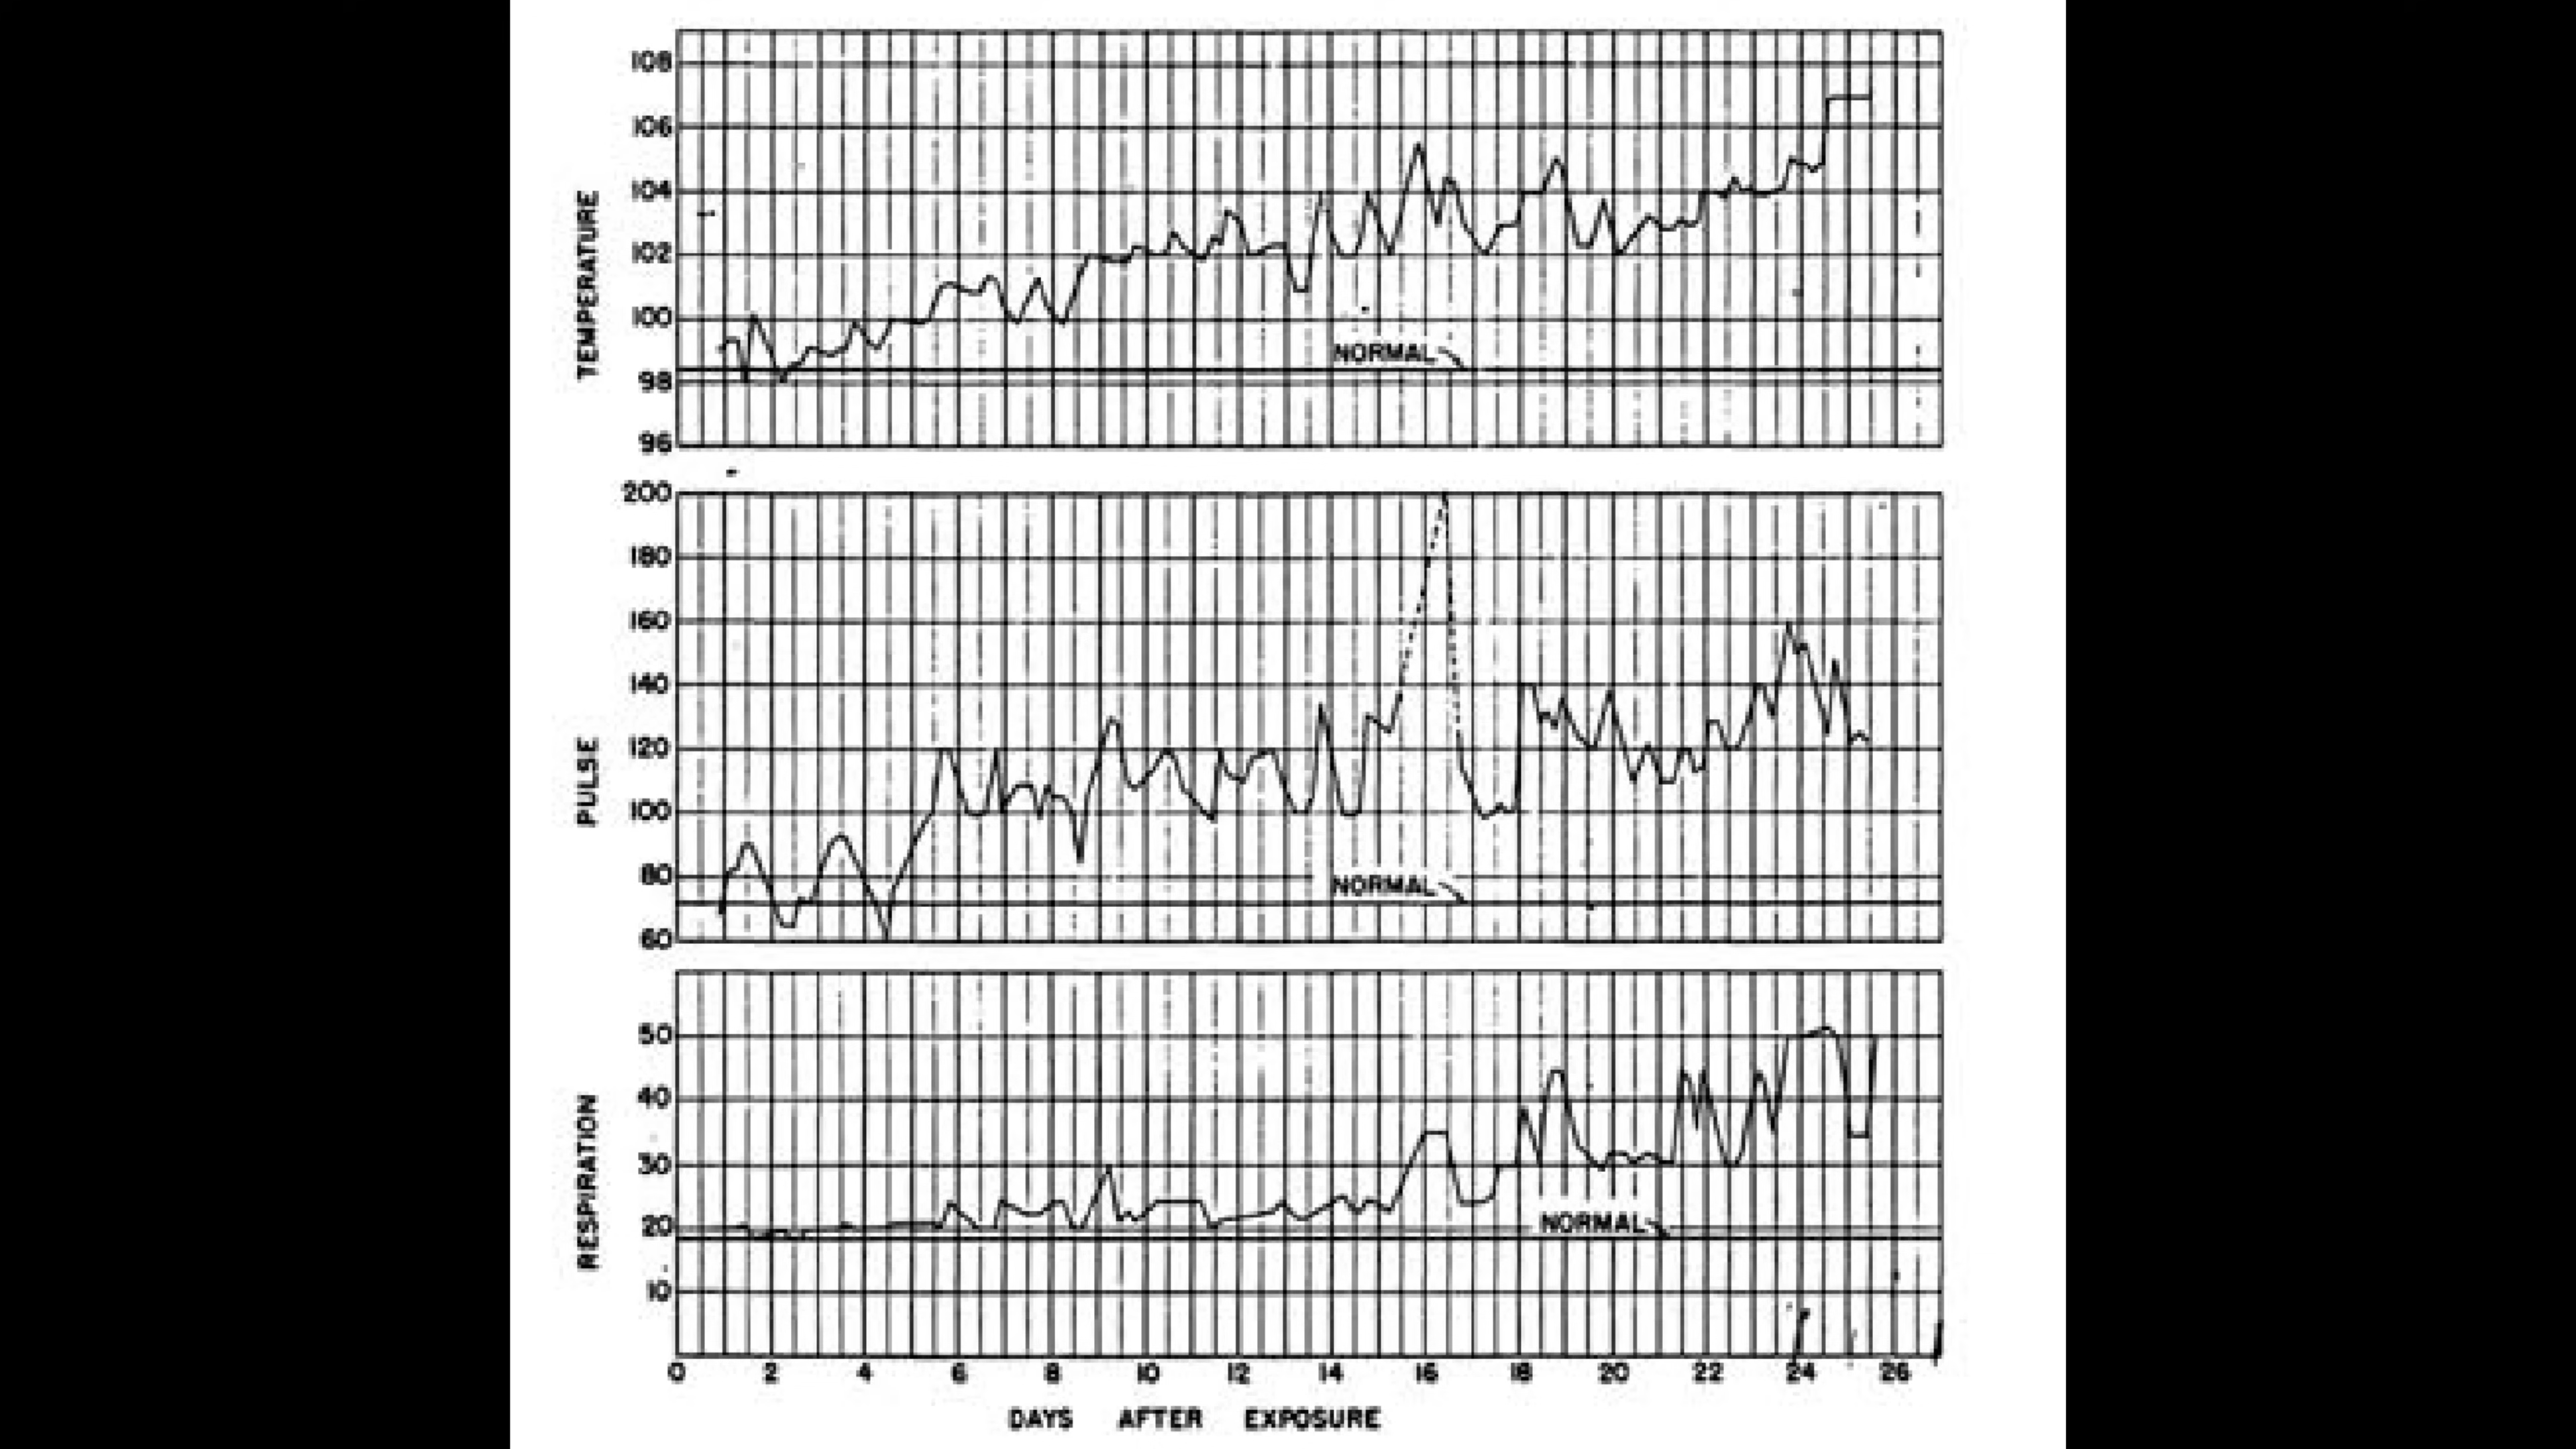 TEMPERATURE
108
106
104
102
100
98
96
NORMAL
PULSE
200
180
160
140
120
100
80
60
NORMAL
RESPIRATION
50
40
30
20
10
NORMAL
0 2 4 6 8 10 12 14 16 18 20 22 24 26
DAYS AFTER EXPOSURE